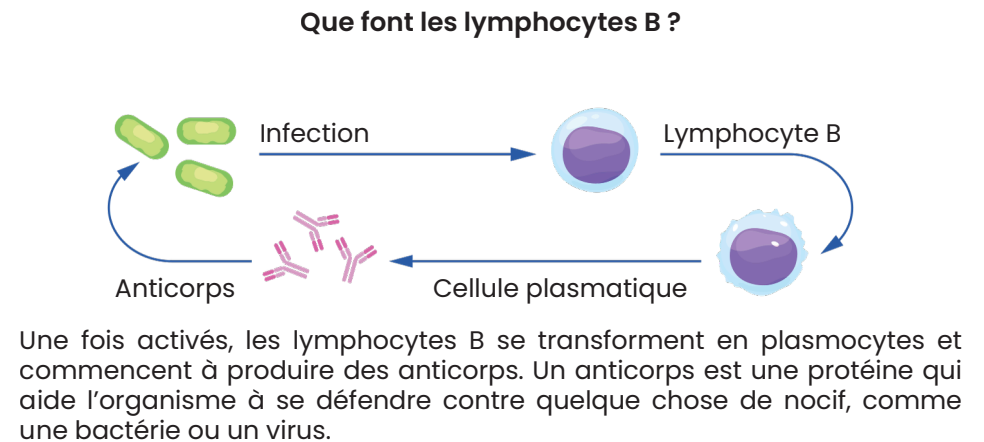 Que font les lymphocytes B ?
Infection
Lymphocyte B
Anticorps
Cellule plasmatique
Une fois activés, les lymphocytes B se transforment en plasmocytes et
commencent à produire des anticorps. Un anticorps est une protéine qui
aide l’organisme à se défendre contre quelque chose de nocif, comme
une bactérie ou un virus.